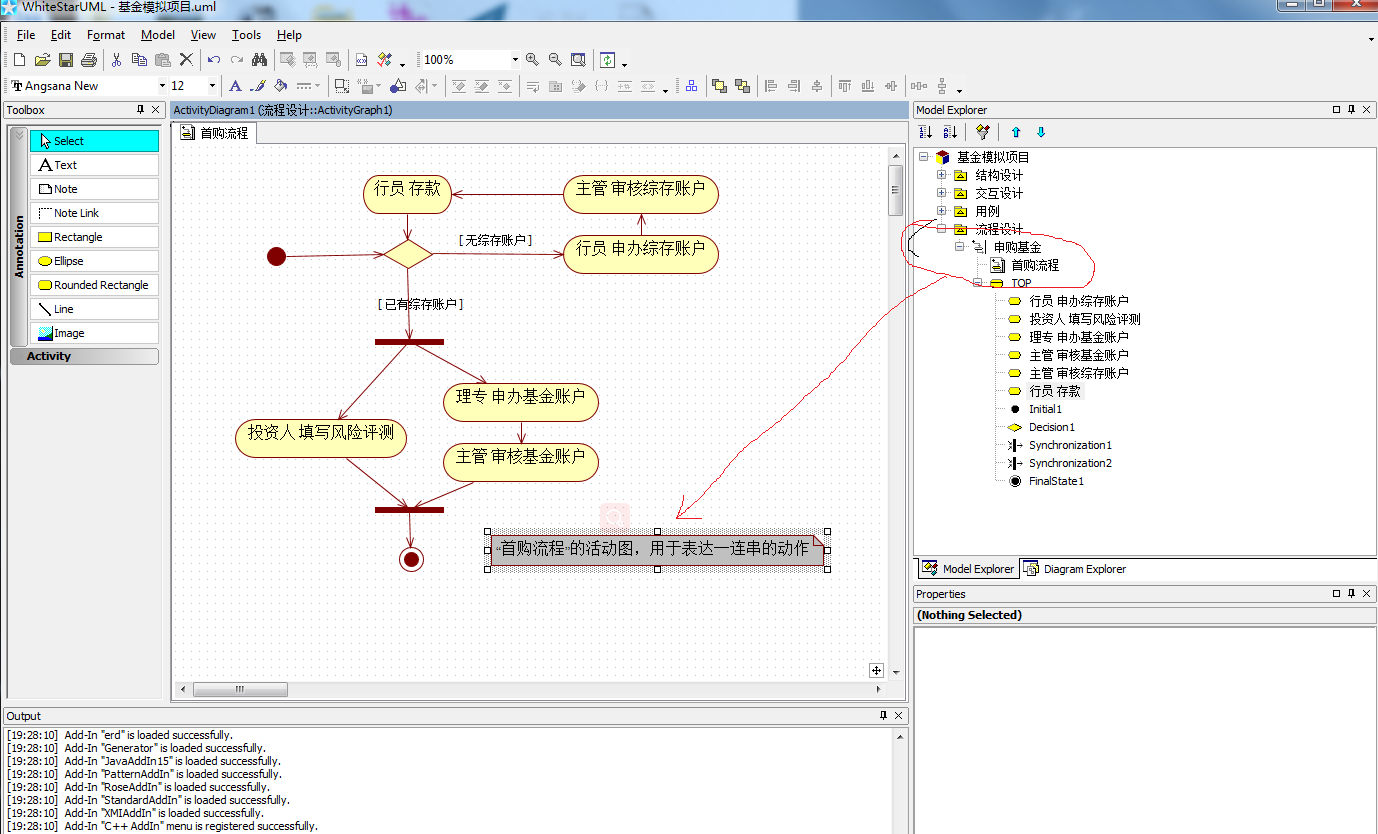 WhiteStarUML - 基金模拟项目.uml
File Edit Format Model View Tools Help
100%
Angsana New 12
Toolbox
Annotation
Select
Text
Note
Note Link
Rectangle
Ellipse
Rounded Rectangle
Line
Image
Activity
ActivityDiagram1 (流程设计::ActivityGraph1)
首购流程
行员 存款
主管 审核综存账户
[无综存账户]
行员 申办综存账户
[已有综存账户]
理专 申办基金账户
投资人 填写风险评测
主管 审核基金账户
“首购流程”的活动图，用于表达一连串的动作
Model Explorer
基金模拟项目
结构设计
交互设计
用例
流程设计
申购基金
首购流程
TOP
行员 申办综存账户
投资人 填写风险评测
理专 申办基金账户
主管 审核基金账户
主管 审核综存账户
行员 存款
Initial1
Decision1
Synchronization1
Synchronization2
FinalState1
Model Explorer Diagram Explorer
Properties
(Nothing Selected)
Output
[19:28:10] Add-In "erd" is loaded successfully.
[19:28:10] Add-In "Generator" is loaded successfully.
[19:28:10] Add-In "JavaAddIn15" is loaded successfully.
[19:28:10] Add-In "PatternAddIn" is loaded successfully.
[19:28:10] Add-In "RoseAddIn" is loaded successfully.
[19:28:10] Add-In "StandardAddIn" is loaded successfully.
[19:28:10] Add-In "XMIAddIn" is loaded successfully.
[19:28:10] Add-In "C++ AddIn" menu is registered successfully.